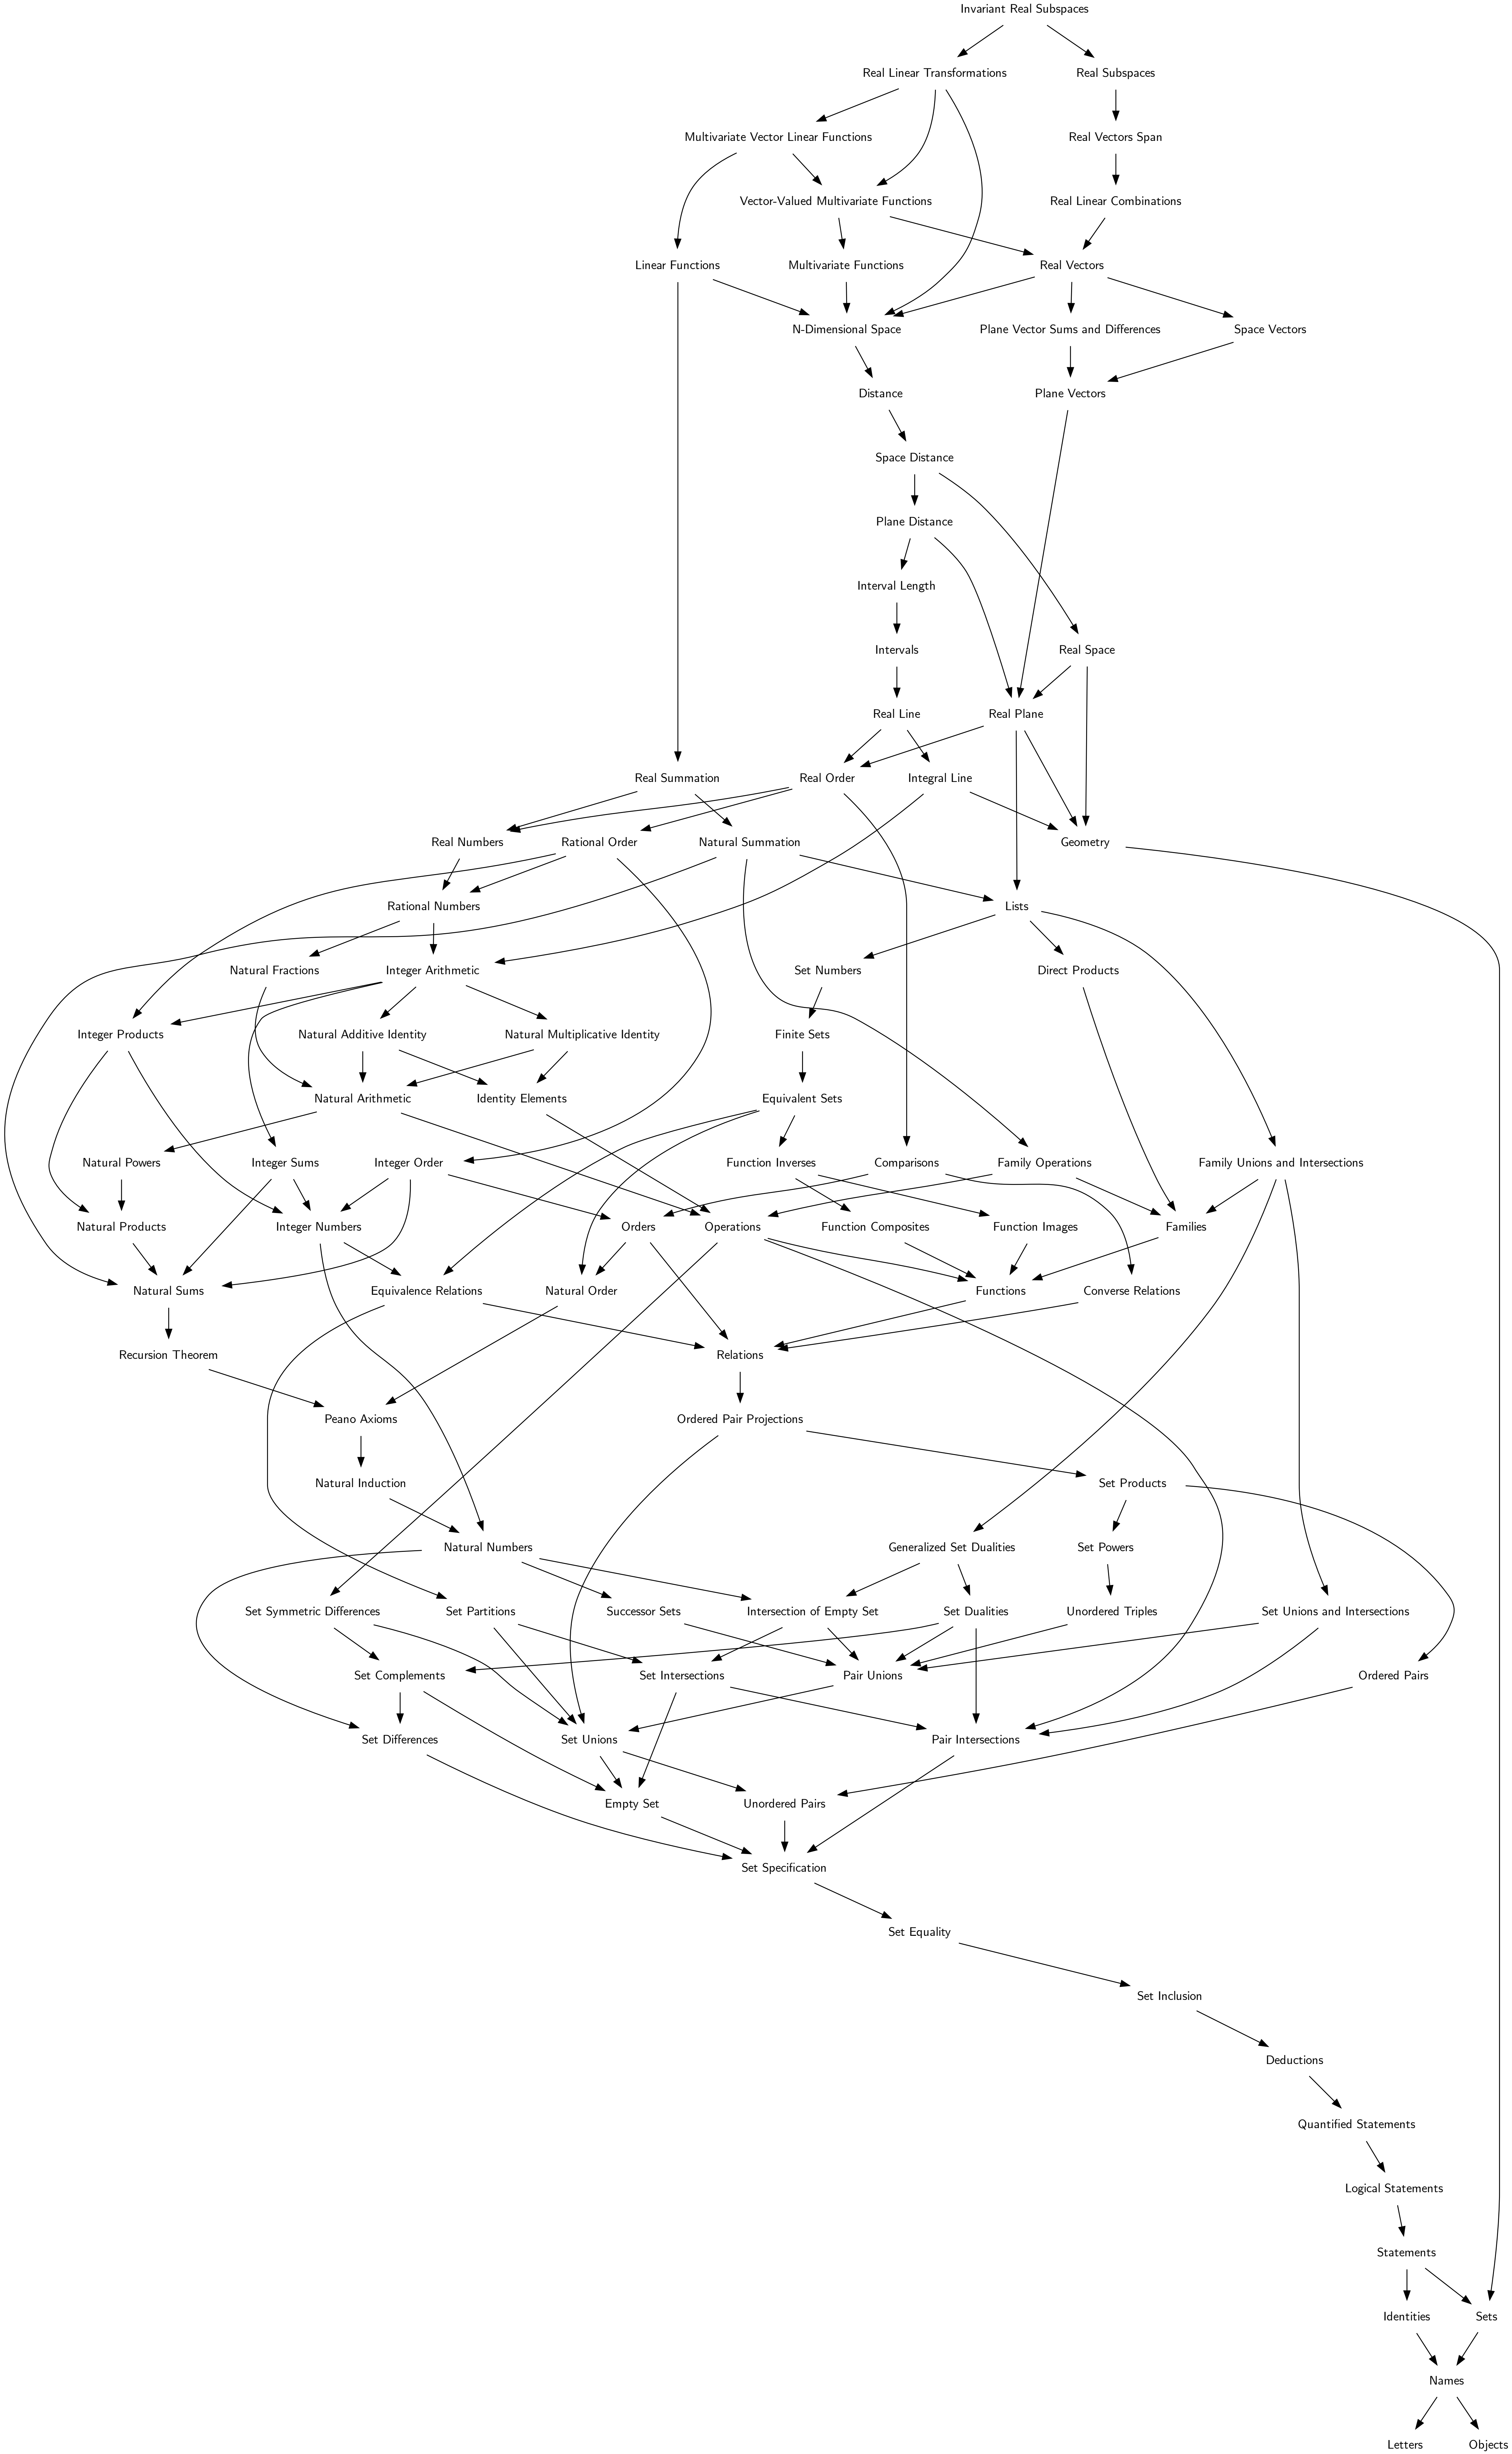 Invariant Real Subspaces
Real Linear Transformations
Real Subspaces
Multivariate Vector Linear Functions
Real Vectors Span
Vector-Valued Multivariate Functions
Real Linear Combinations
Linear Functions
Multivariate Functions
Real Vectors
N-Dimensional Space
Plane Vector Sums and Differences
Space Vectors
Distance
Plane Vectors
Space Distance
Plane Distance
Interval Length
Intervals
Real Space
Real Line
Real Plane
Real Summation
Real Order
Integral Line
Real Numbers
Rational Order
Natural Summation
Geometry
Rational Numbers
Lists
Natural Fractions
Integer Arithmetic
Set Numbers
Direct Products
Integer Products
Natural Additive Identity
Natural Multiplicative Identity
Finite Sets
Natural Arithmetic
Identity Elements
Equivalent Sets
Natural Powers
Integer Sums
Integer Order
Function Inverses
Comparisons
Family Operations
Family Unions and Intersections
Natural Products
Integer Numbers
Orders
Operations
Function Composites
Function Images
Families
Natural Sums
Equivalence Relations
Natural Order
Functions
Converse Relations
Recursion Theorem
Relations
Peano Axioms
Ordered Pair Projections
Natural Induction
Set Products
Natural Numbers
Generalized Set Dualities
Set Powers
Set Symmetric Differences
Set Partitions
Successor Sets
Intersection of Empty Set
Set Dualities
Unordered Triples
Set Unions and Intersections
Set Complements
Set Intersections
Pair Unions
Ordered Pairs
Set Differences
Set Unions
Pair Intersections
Empty Set
Unordered Pairs
Set Specification
Set Equality
Set Inclusion
Deductions
Quantified Statements
Logical Statements
Statements
Identities
Sets
Names
Letters
Objects